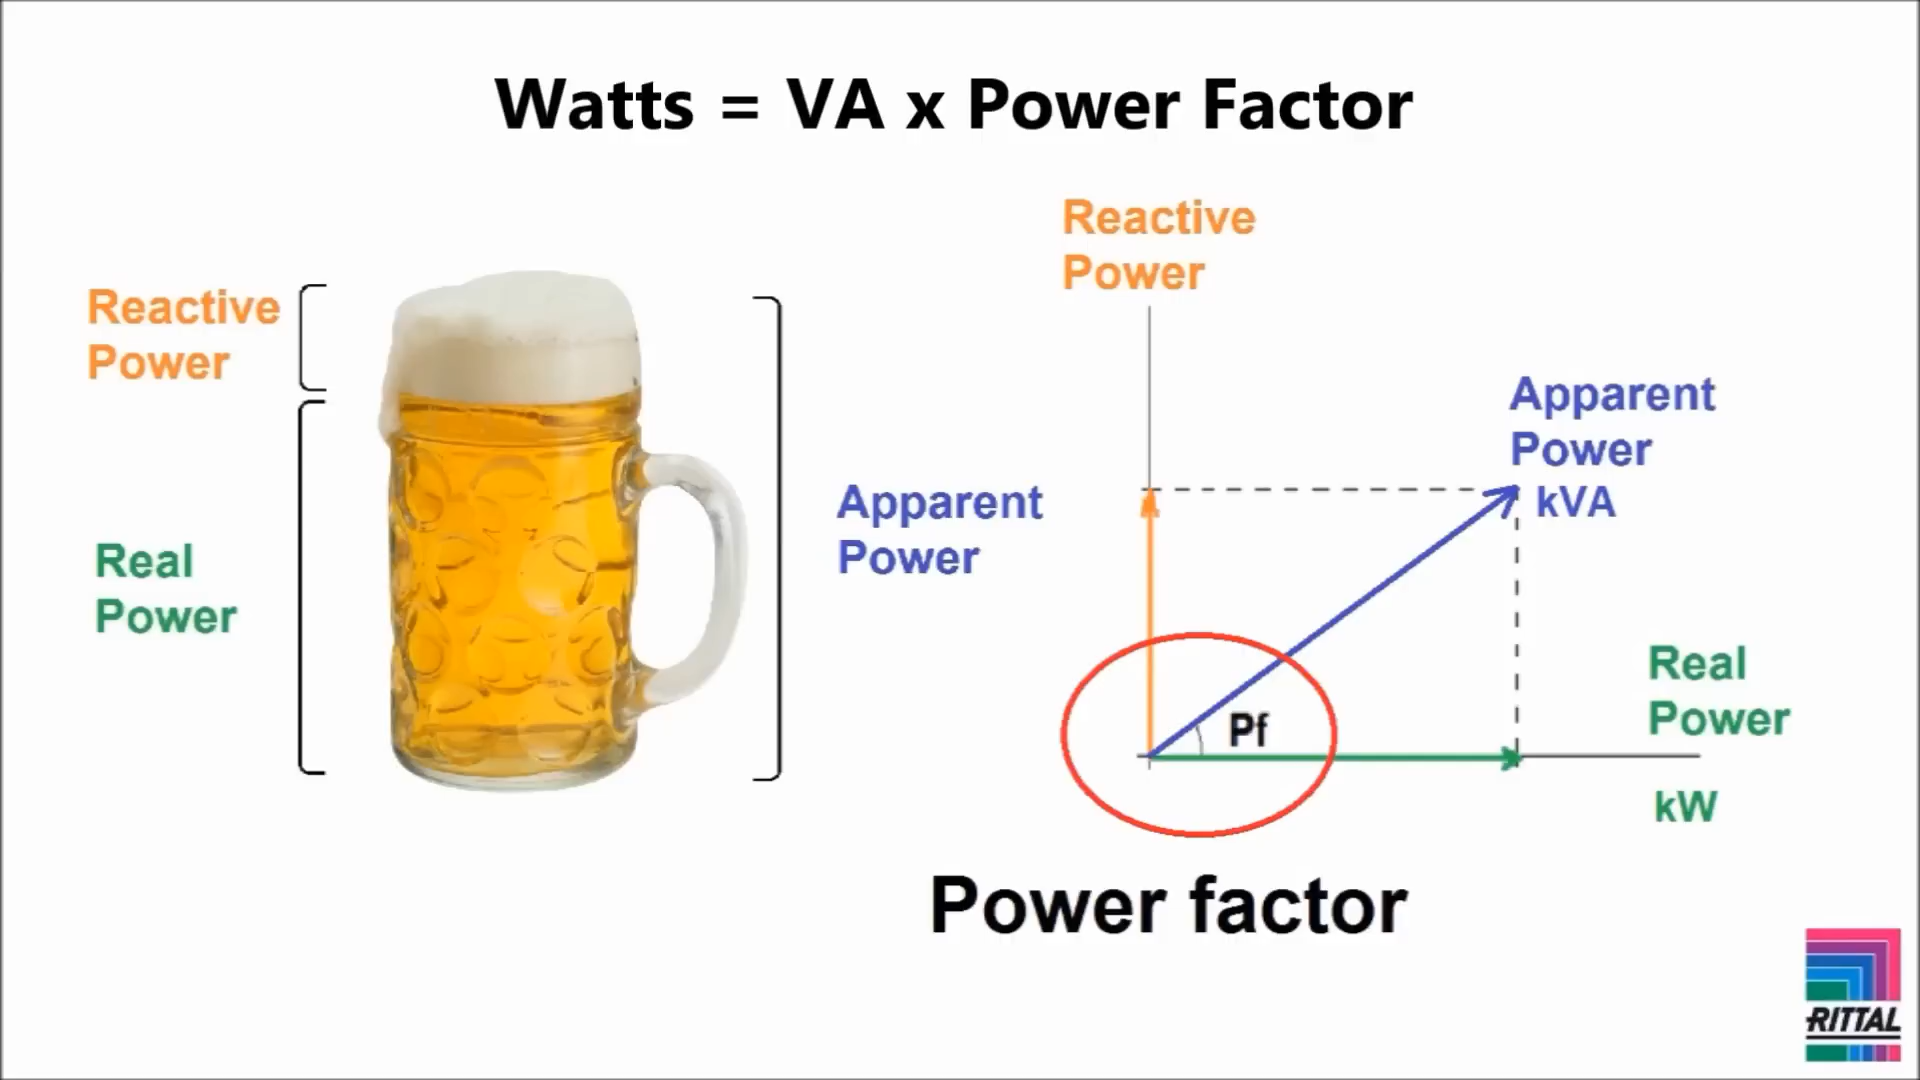 Watts = VA x Power Factor
Reactive
Power
Real
Power
Apparent
Power
Reactive
Power
Apparent
Power
kVA
Pf
Real
Power
kW
Power factor
RITTAL